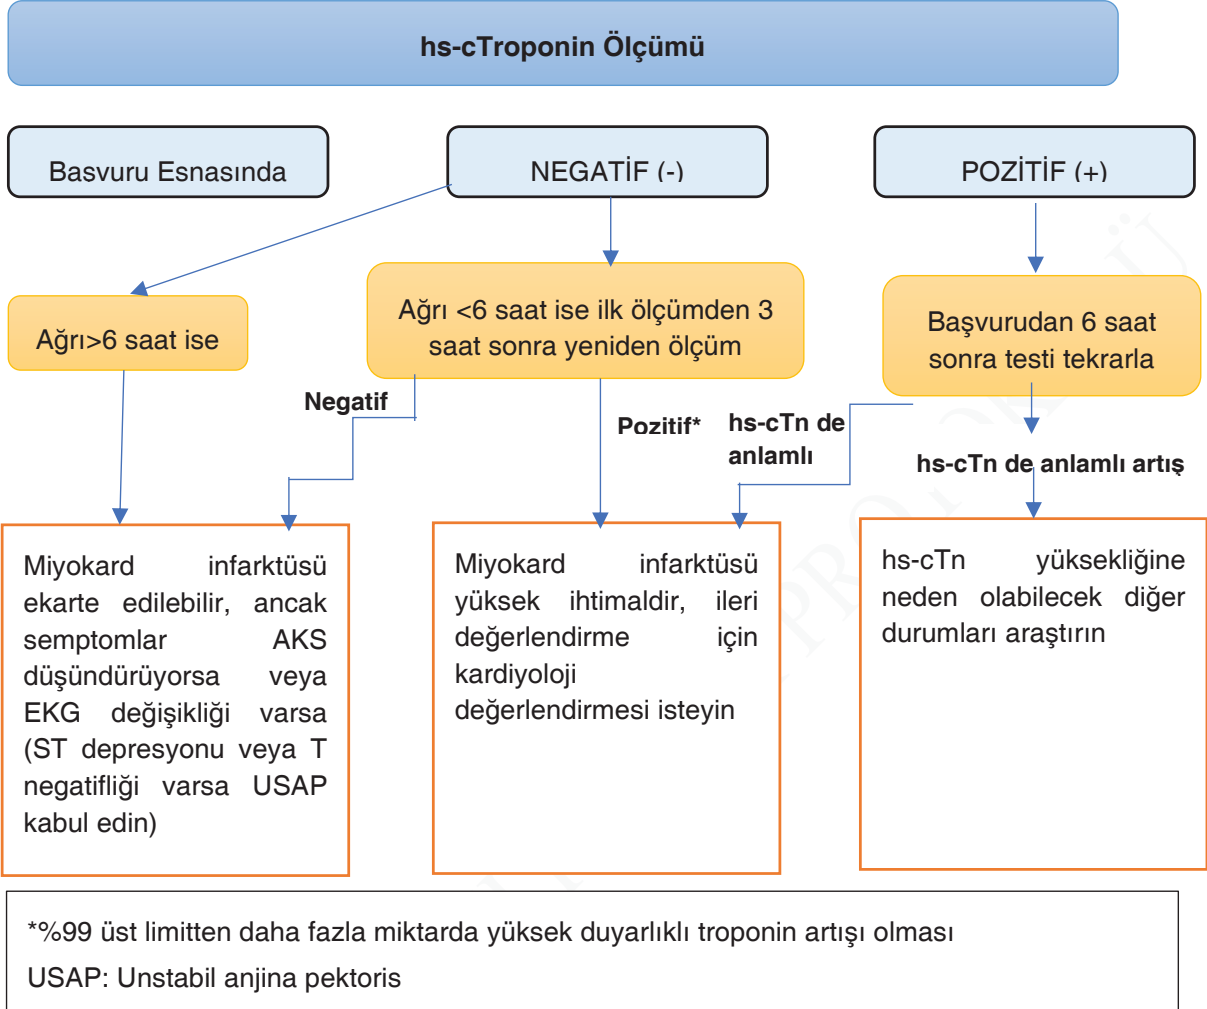 hs-cTroponin Ölçümü
Basvuru Esnasında
NEGATİF (-)
POZİTİF (+)
Ağrı>6 saat ise
Ağrı <6 saat ise ilk ölçümden 3
saat sonra yeniden ölçüm
Başvurudan 6 saat
sonra testi tekrarla
Negatif
Pozitif*
hs-cTn de
anlamlı
hs-cTn de anlamlı artış
Miyokard infarktüsü
ekarte edilebilir, ancak
semptomlar AKS
düşündürüyorsa veya
EKG değişikliği varsa
(ST depresyonu veya T
negatifliği varsa USAP
kabul edin)
Miyokard infarktüsü
yüksek ihtimaldir, ileri
değerlendirme için
kardiyoloji
değerlendirmesi isteyin
hs-cTn yüksekliğine
neden olabilecek diğer
durumları araştırın
*%99 üst limitten daha fazla miktarda yüksek duyarlıklı troponin artışı olması
USAP: Unstabil anjina pektoris